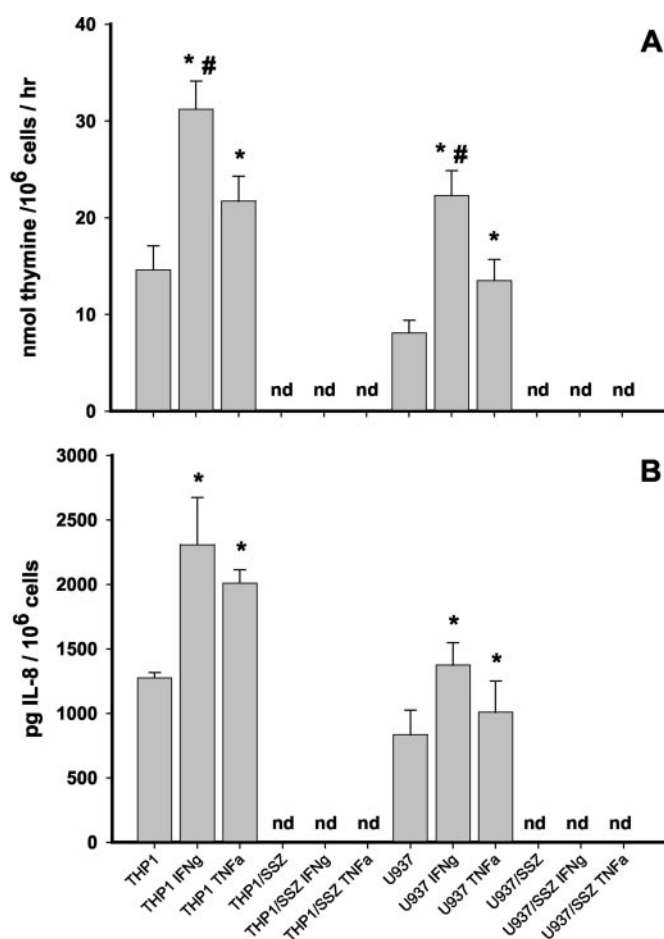 A
nmol thymine /10⁶ cells / hr
40
30
20
10
0
* #
*
nd nd nd
* #
*
nd nd nd
B
pg IL-8 / 10⁶ cells
3000
2500
2000
1500
1000
500
0
*
*
nd nd nd
*
*
nd nd nd
THP1
THP1 IFNg
THP1 TNFa
THP1/SSZ
THP1/SSZ IFNg
THP1/SSZ TNFa
U937
U937 IFNg
U937 TNFa
U937/SSZ
U937/SSZ IFNg
U937/SSZ TNFa